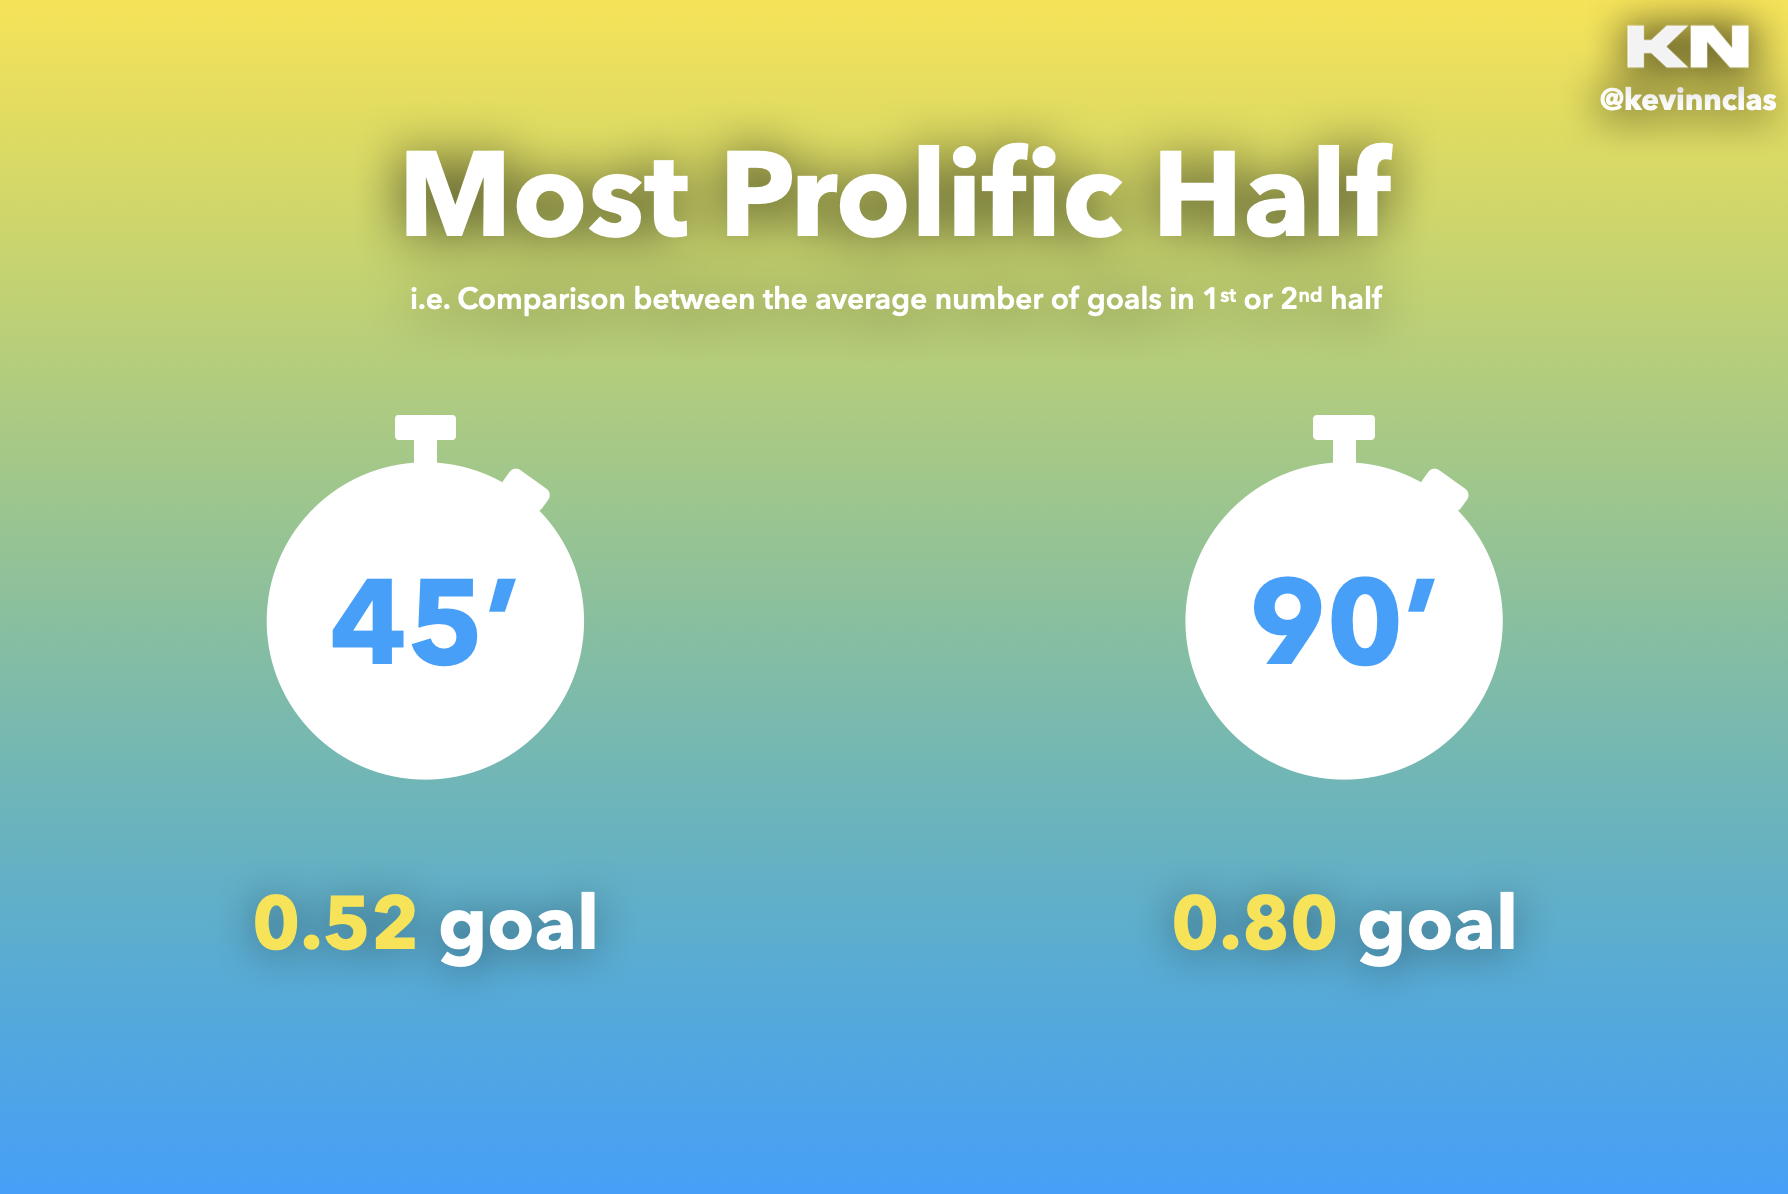 KN
@kevinnclas
Most Prolific Half
i.e. Comparison between the average number of goals in 1st or 2nd half
45’
90’
0.52 goal
0.80 goal